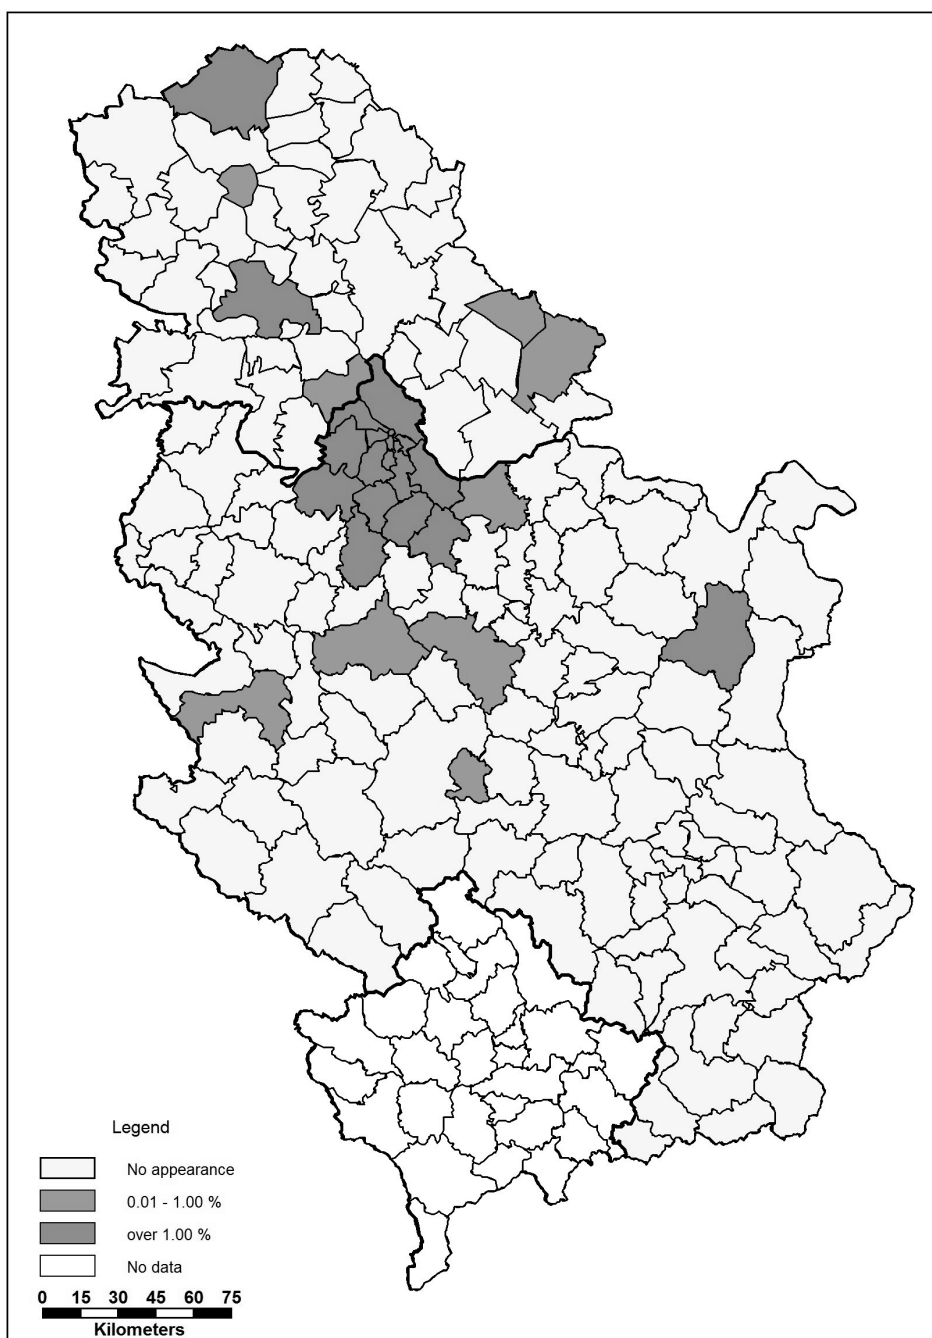 Legend
No appearance
0.01 - 1.00 %
over 1.00 %
No data
0 15 30 45 60 75
Kilometers